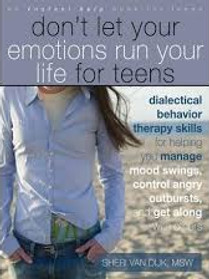 an instant help book for teens
don't let your
emotions run your
life for teens
dialectical
behavior
therapy skills
for helping
you manage
mood swings,
control angry
outbursts,
and get along
with others
SHERI VAN DIJK, MSW